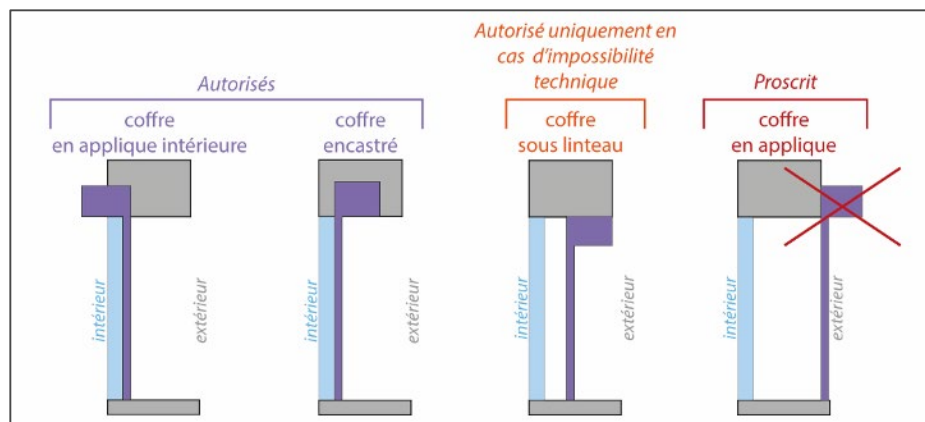 Autorisés
coffre
en applique intérieure
coffre
encastré
Autorisé uniquement en
cas d'impossibilité
technique
coffre
sous linteau
Proscrit
coffre
en applique
intérieur
extérieur
intérieur
extérieur
intérieur
extérieur
intérieur
extérieur